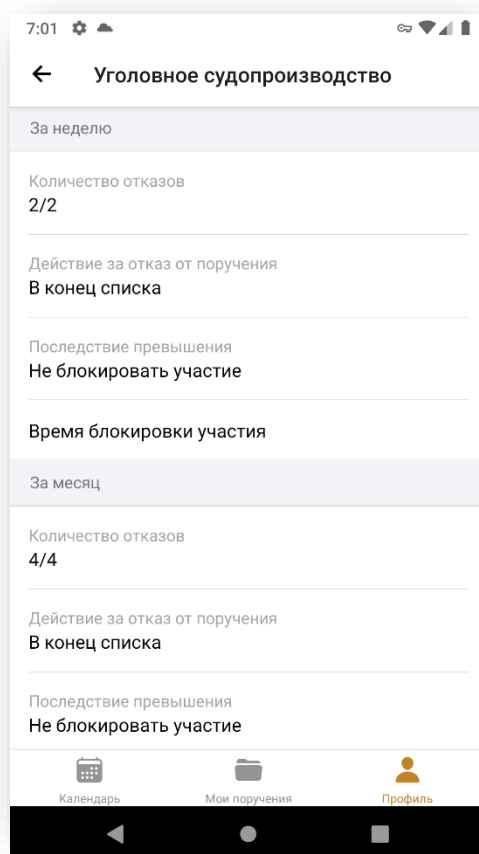 7:01
Уголовное судопроизводство
За неделю
Количество отказов
2/2
Действие за отказ от поручения
В конец списка
Последствие превышения
Не блокировать участие
Время блокировки участия
За месяц
Количество отказов
4/4
Действие за отказ от поручения
В конец списка
Последствие превышения
Не блокировать участие
Календарь Мои поручения Профиль